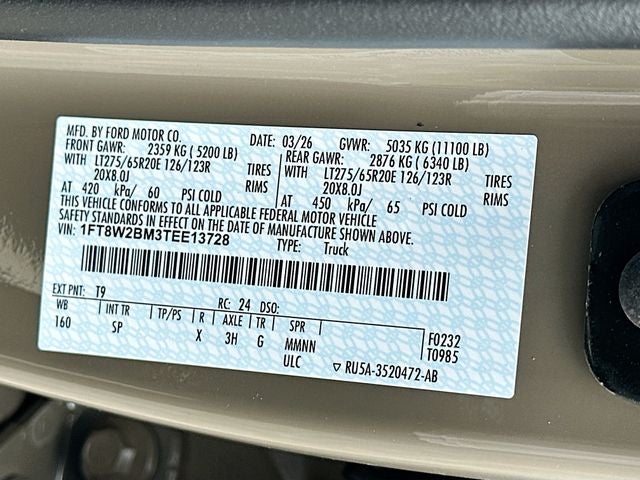 MFD. BY FORD MOTOR CO.
DATE: 03/26 GVWR: 5035 KG (11100 LB)
FRONT GAWR: 2359 KG ( 5200 LB)
REAR GAWR: 2876 KG ( 6340 LB)
WITH LT275/65R20E 126/123R TIRES
WITH LT275/65R20E 126/123R TIRES
20X8.0J RIMS
20X8.0J RIMS
AT 420 kPa/ 60 PSI COLD
AT 450 kPa/ 65 PSI COLD
THIS VEHICLE CONFORMS TO ALL APPLICABLE FEDERAL MOTOR VEHICLE
SAFETY STANDARDS IN EFFECT ON THE DATE OF MANUFACTURE SHOWN ABOVE.
VIN: 1FT8W2BM3TEE13728
TYPE: Truck
EXT PNT: T9 RC: 24 DSO:
WB INT TR TP/PS R AXLE TR SPR
160 SP X 3H G MMNN
ULC
F0232
T0985
▽ RU5A-3520472-AB